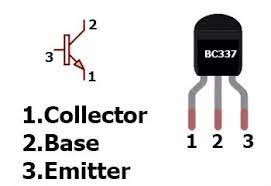 2
3
1
BC337
1 2 3
1.Collector
2.Base
3.Emitter